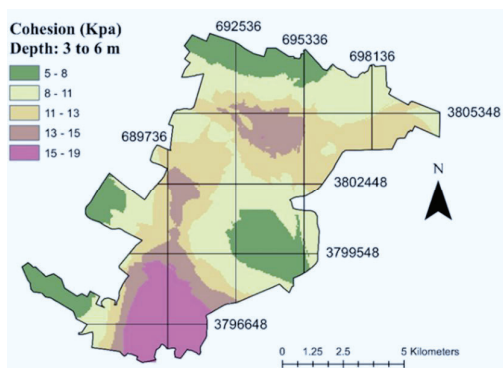 Cohesion (Kpa)
Depth: 3 to 6 m
5 - 8
8 - 11
11 - 13
13 - 15
15 - 19
692536
695336
698136
3805348
689736
3802448
N
3799548
3796648
0 1.25 2.5 5 Kilometers